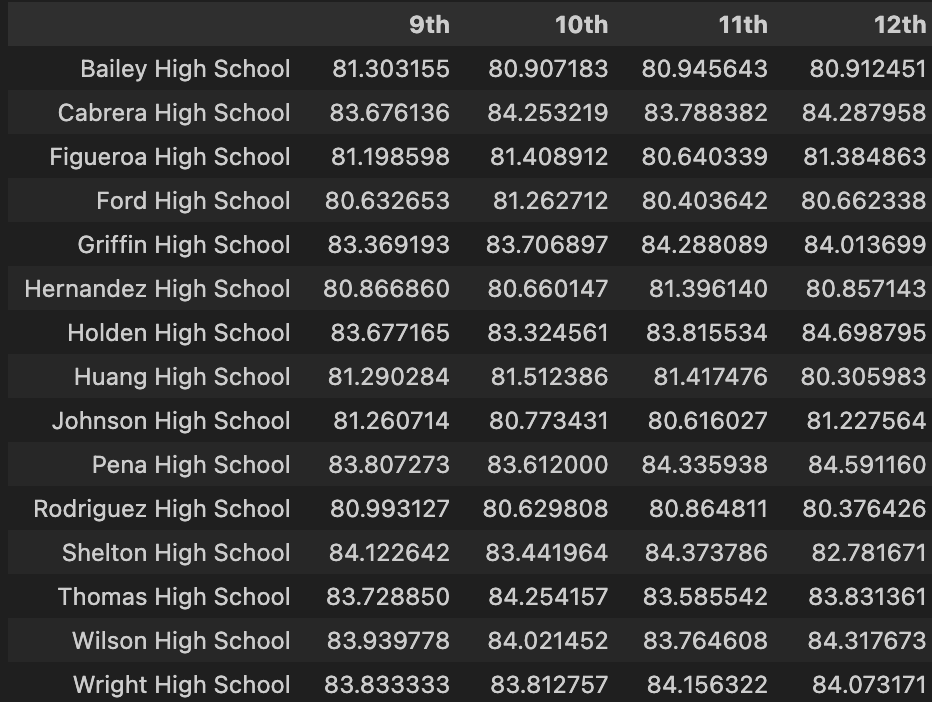 9th 10th 11th 12th
Bailey High School 81.303155 80.907183 80.945643 80.912451
Cabrera High School 83.676136 84.253219 83.788382 84.287958
Figueroa High School 81.198598 81.408912 80.640339 81.384863
Ford High School 80.632653 81.262712 80.403642 80.662338
Griffin High School 83.369193 83.706897 84.288089 84.013699
Hernandez High School 80.866860 80.660147 81.396140 80.857143
Holden High School 83.677165 83.324561 83.815534 84.698795
Huang High School 81.290284 81.512386 81.417476 80.305983
Johnson High School 81.260714 80.773431 80.616027 81.227564
Pena High School 83.807273 83.612000 84.335938 84.591160
Rodriguez High School 80.993127 80.629808 80.864811 80.376426
Shelton High School 84.122642 83.441964 84.373786 82.781671
Thomas High School 83.728850 84.254157 83.585542 83.831361
Wilson High School 83.939778 84.021452 83.764608 84.317673
Wright High School 83.833333 83.812757 84.156322 84.073171